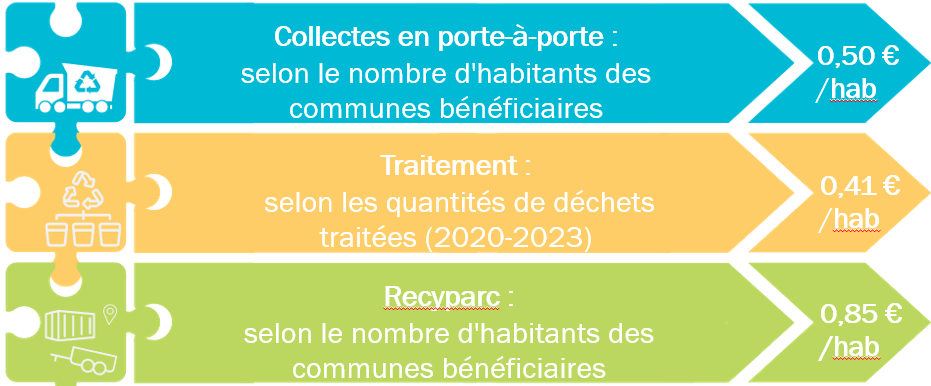 Collectes en porte-à-porte :
selon le nombre d'habitants des
communes bénéficiaires
0,50 €
/hab
Traitement :
selon les quantités de déchets
traitées (2020-2023)
0,41 €
/hab
Recyparc :
selon le nombre d'habitants des
communes bénéficiaires
0,85 €
/hab